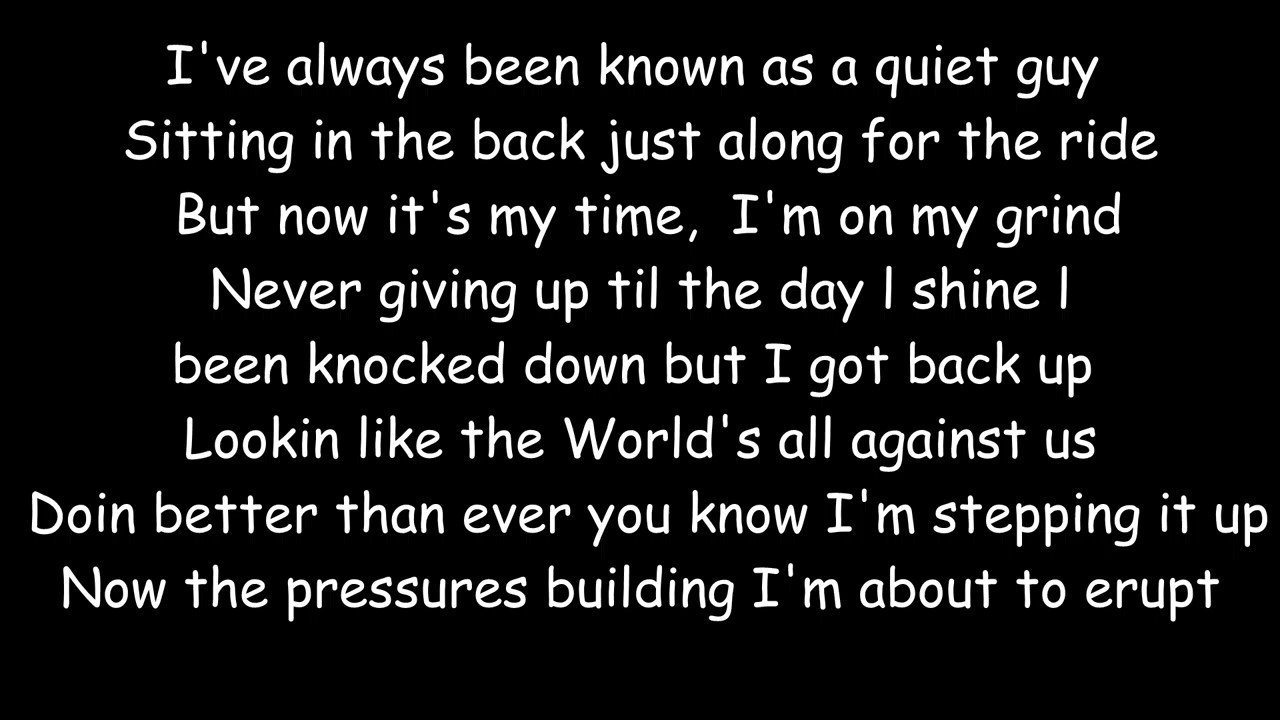 I've always been known as a quiet guy
Sitting in the back just along for the ride
But now it's my time,  I'm on my grind
Never giving up til the day l shine l
been knocked down but I got back up
Lookin like the World's all against us
Doin better than ever you know I'm stepping it up
Now the pressures building I'm about to erupt